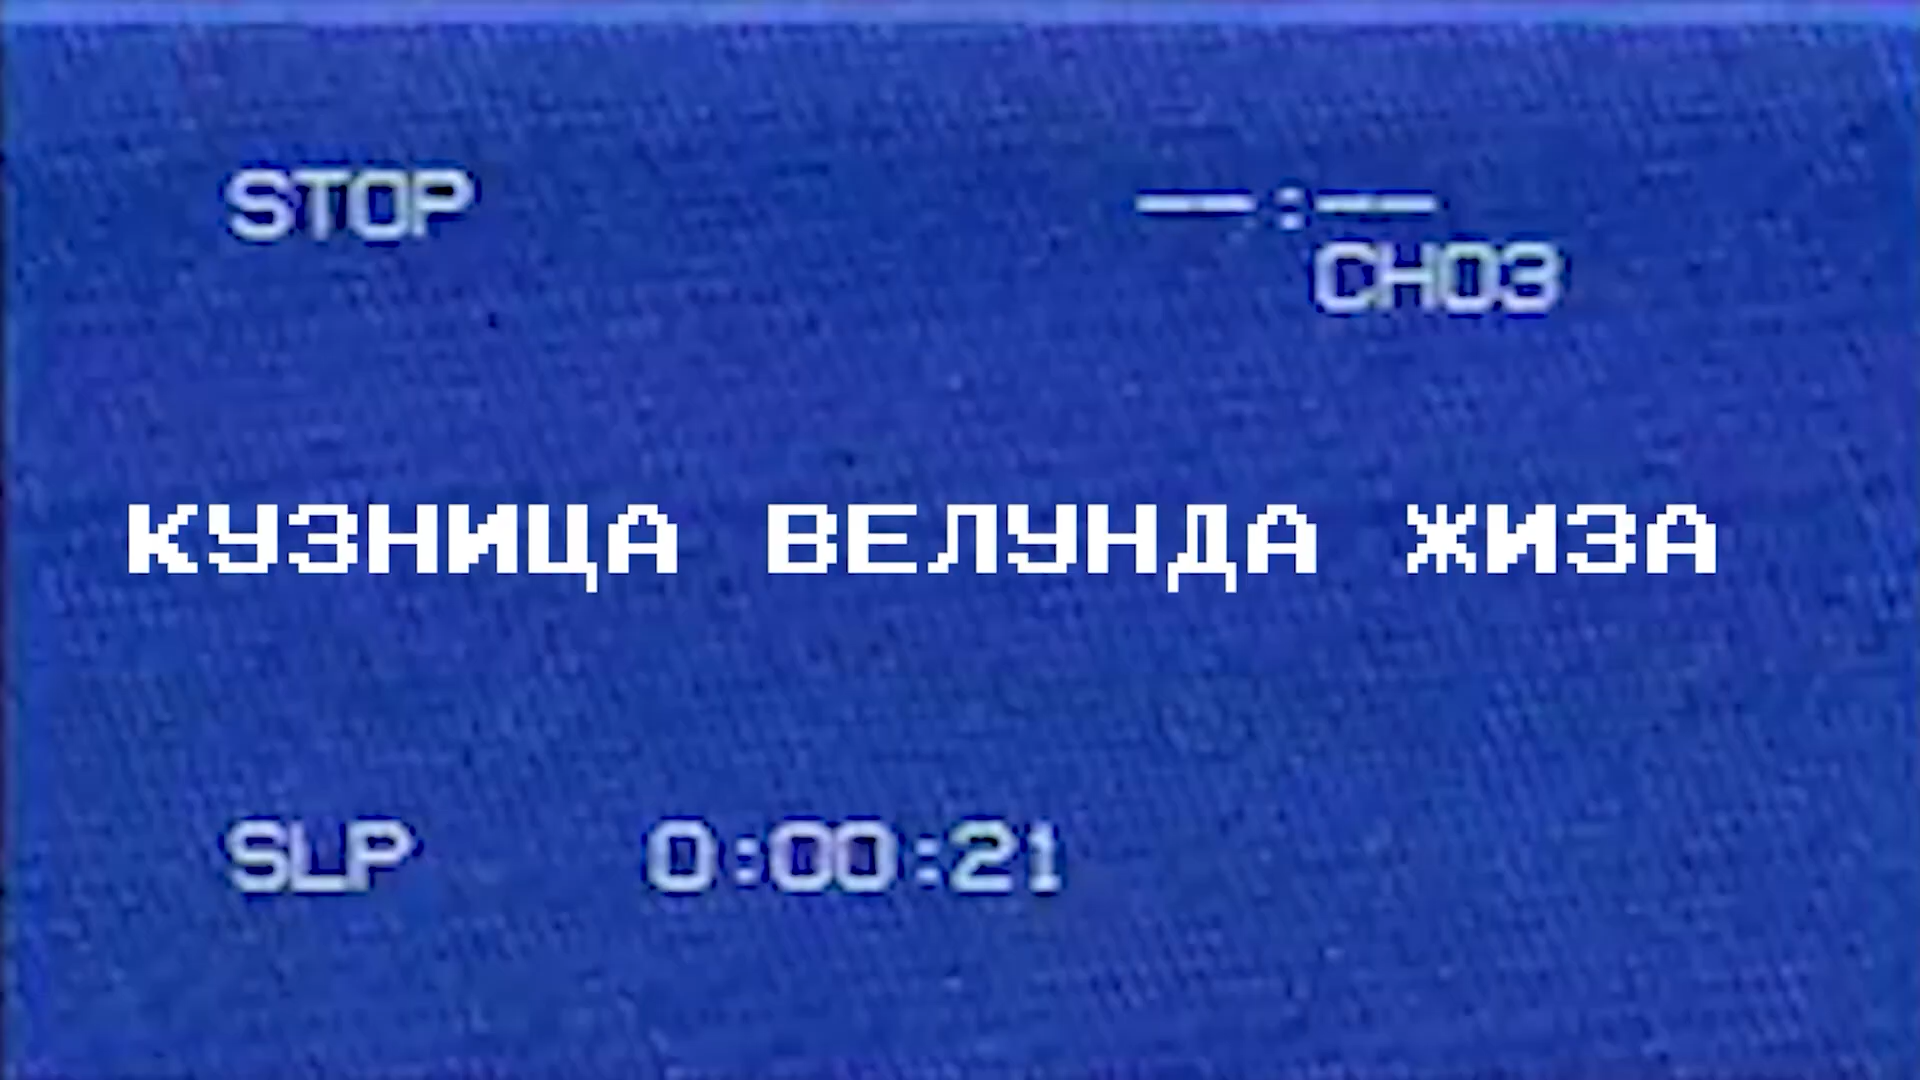 STOP
--:--
CH03
КУЗНИЦА ВЕЛУНДА ЖИЗА
SLP 0:00:21